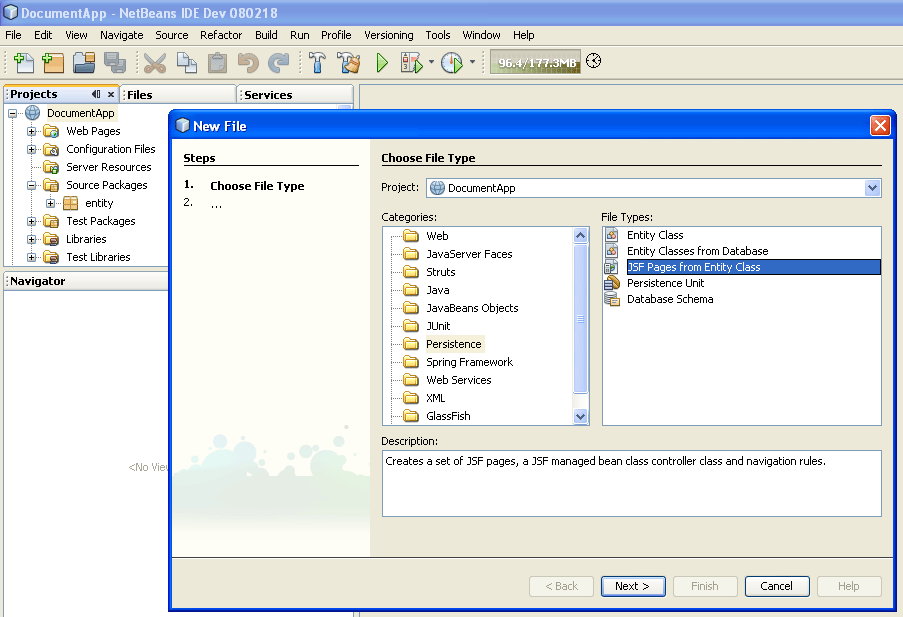 DocumentApp - NetBeans IDE Dev 080218
File Edit View Navigate Source Refactor Build Run Profile Versioning Tools Window Help
96.4/177.3MB
Projects Files Services
DocumentApp
Web Pages
Configuration Files
Server Resources
Source Packages
entity
Test Packages
Libraries
Test Libraries
Navigator
<No View
New File
Steps
1. Choose File Type
2. ...
Choose File Type
Project: DocumentApp
Categories:
Web
JavaServer Faces
Struts
Java
JavaBeans Objects
JUnit
Persistence
Spring Framework
Web Services
XML
GlassFish
File Types:
Entity Class
Entity Classes from Database
JSF Pages from Entity Class
Persistence Unit
Database Schema
Description:
Creates a set of JSF pages, a JSF managed bean class controller class and navigation rules.
< Back Next > Finish Cancel Help